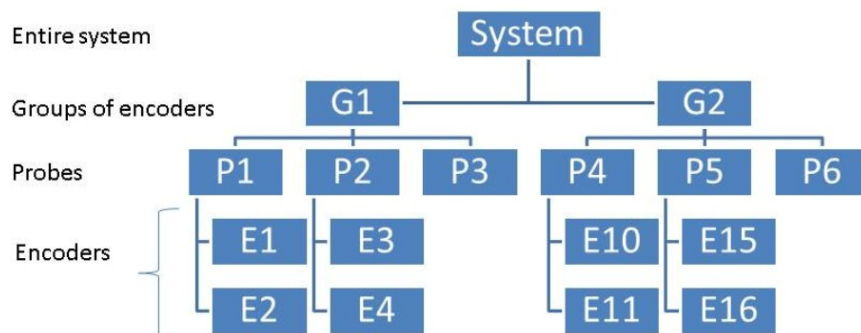 Entire system System
Groups of encoders G1 G2
Probes P1 P2 P3 P4 P5 P6
Encoders E1 E3 E10 E15
E2 E4 E11 E16